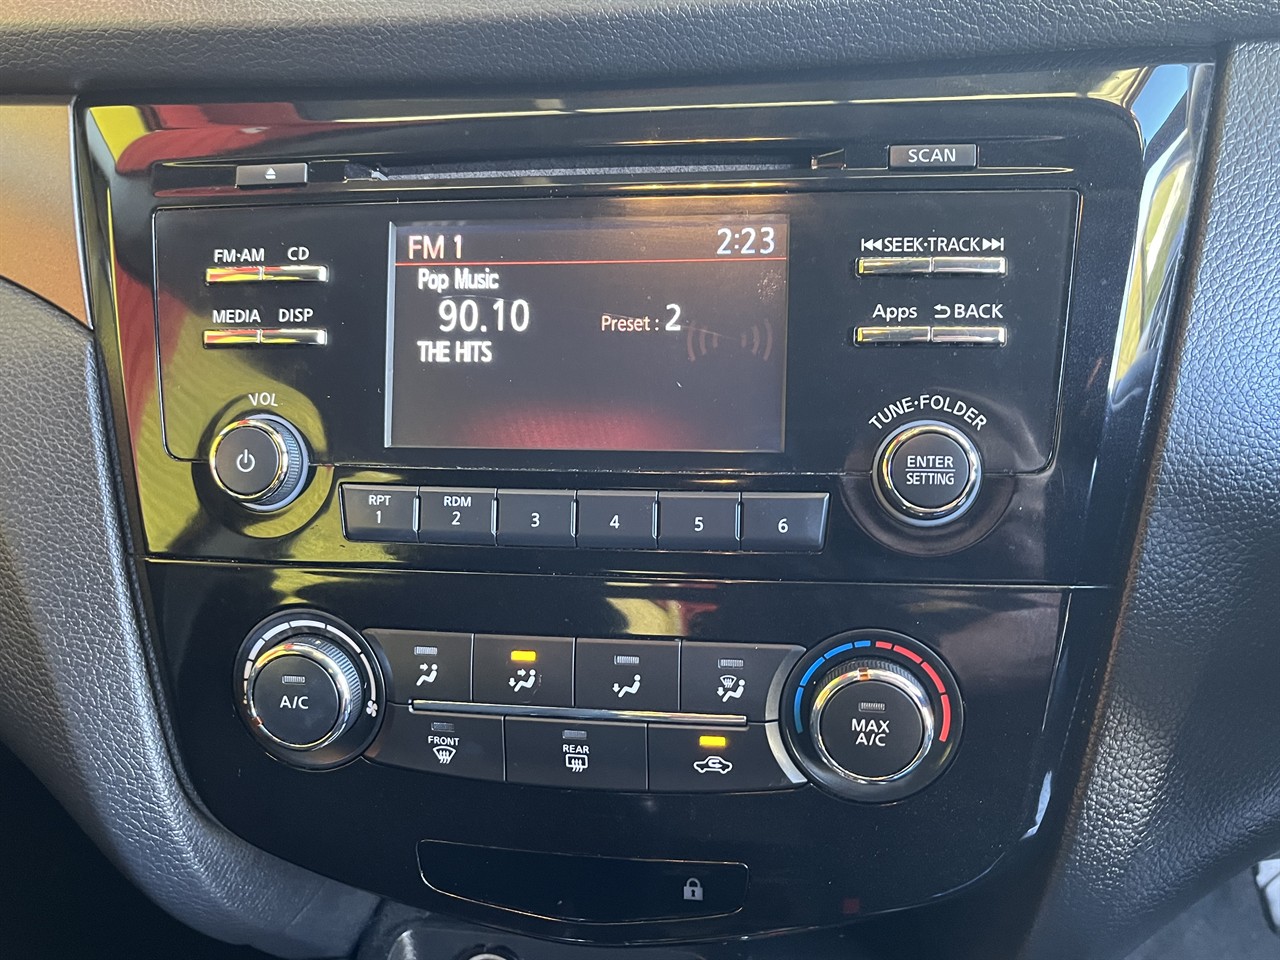 SCAN
FM·AM CD
MEDIA DISP
VOL
FM 1 2:23
Pop Music
90.10 Preset : 2
THE HITS
SEEK·TRACK
Apps BACK
TUNE·FOLDER
ENTER
SETTING
RPT
1
RDM
2
3
4
5
6
A/C
FRONT
REAR
MAX
A/C